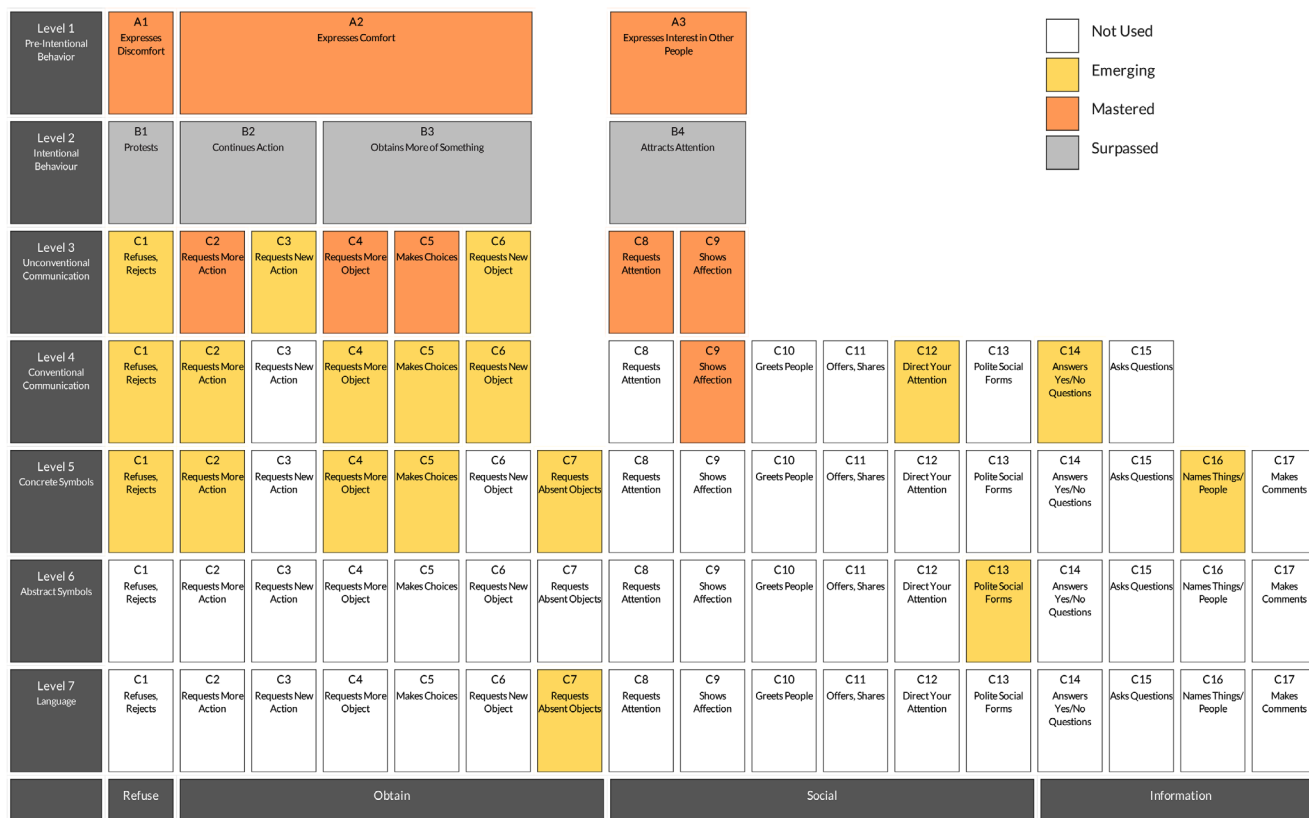 Level 1
Pre-Intentional
Behavior
A1
Expresses
Discomfort
A2
Expresses Comfort
A3
Expresses Interest in Other
People
Not Used
Emerging
Mastered
Surpassed
Level 2
Intentional
Behaviour
B1
Protests
B2
Continues Action
B3
Obtains More of Something
B4
Attracts Attention
Level 3
Unconventional
Communication
C1
Refuses,
Rejects
C2
Requests More
Action
C3
Requests New
Action
C4
Requests More
Object
C5
Makes Choices
C6
Requests New
Object
C8
Requests
Attention
C9
Shows
Affection
Level 4
Conventional
Communication
C1
Refuses,
Rejects
C2
Requests More
Action
C3
Requests New
Action
C4
Requests More
Object
C5
Makes Choices
C6
Requests New
Object
C8
Requests
Attention
C9
Shows
Affection
C10
Greets People
C11
Offers, Shares
C12
Direct Your
Attention
C13
Polite Social
Forms
C14
Answers
Yes/No
Questions
C15
Asks Questions
Level 5
Concrete Symbols
C1
Refuses,
Rejects
C2
Requests More
Action
C3
Requests New
Action
C4
Requests More
Object
C5
Makes Choices
C6
Requests New
Object
C7
Requests
Absent Objects
C8
Requests
Attention
C9
Shows
Affection
C10
Greets People
C11
Offers, Shares
C12
Direct Your
Attention
C13
Polite Social
Forms
C14
Answers
Yes/No
Questions
C15
Asks Questions
C16
Names Things/
People
C17
Makes
Comments
Level 6
Abstract Symbols
C1
Refuses,
Rejects
C2
Requests More
Action
C3
Requests New
Action
C4
Requests More
Object
C5
Makes Choices
C6
Requests New
Object
C7
Requests
Absent Objects
C8
Requests
Attention
C9
Shows
Affection
C10
Greets People
C11
Offers, Shares
C12
Direct Your
Attention
C13
Polite Social
Forms
C14
Answers
Yes/No
Questions
C15
Asks Questions
C16
Names Things/
People
C17
Makes
Comments
Level 7
Language
C1
Refuses,
Rejects
C2
Requests More
Action
C3
Requests New
Action
C4
Requests More
Object
C5
Makes Choices
C6
Requests New
Object
C7
Requests
Absent Objects
C8
Requests
Attention
C9
Shows
Affection
C10
Greets People
C11
Offers, Shares
C12
Direct Your
Attention
C13
Polite Social
Forms
C14
Answers
Yes/No
Questions
C15
Asks Questions
C16
Names Things/
People
C17
Makes
Comments
Refuse
Obtain
Social
Information